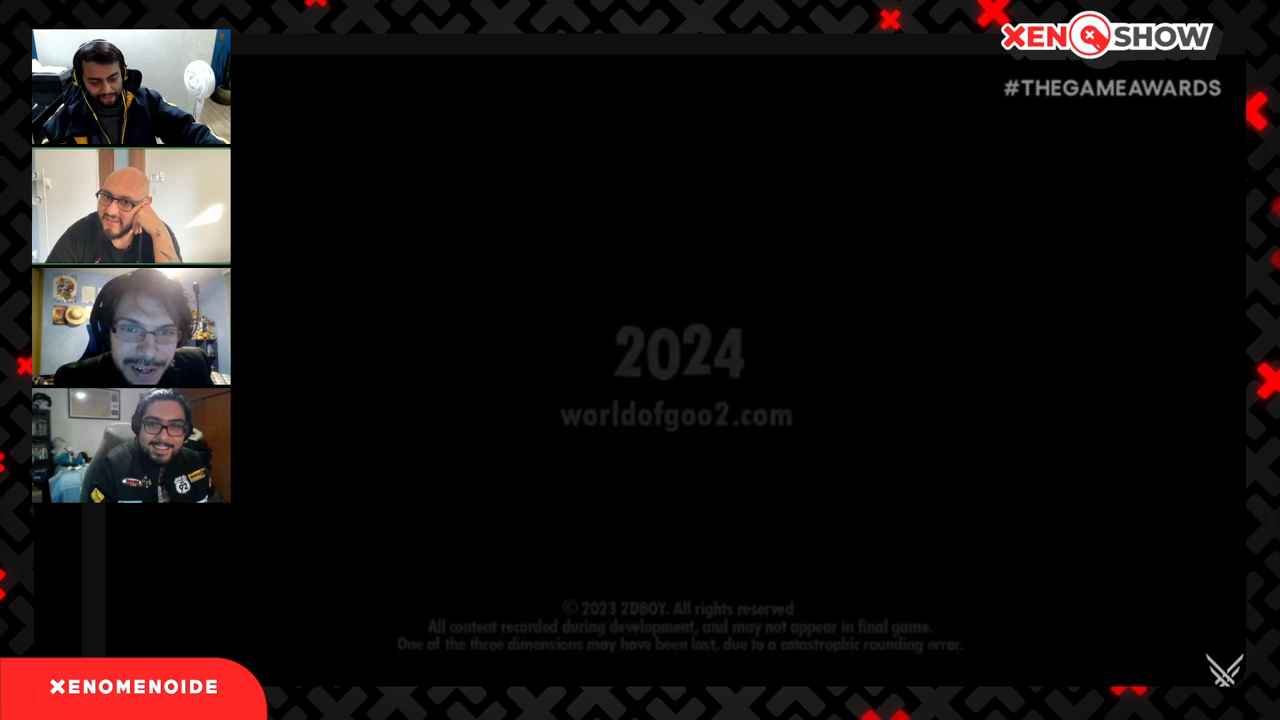 XENOSHOW
#THEGAMEAWARDS
2024
worldofgoo2.com
© 2023 2DBOY. All rights reserved
All content recorded during development, and may not appear in final game.
One of the three dimensions may have been lost, due to a catastrophic rounding error.
92
XENOMENOIDE